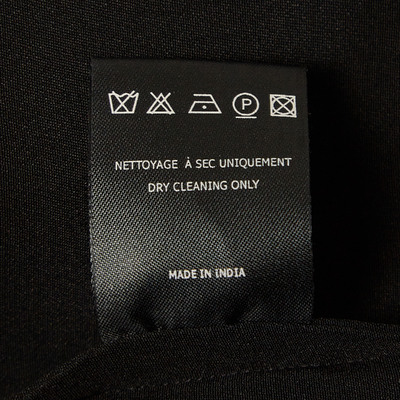 P
NETTOYAGE À SEC UNIQUEMENT
DRY CLEANING ONLY
MADE IN INDIA